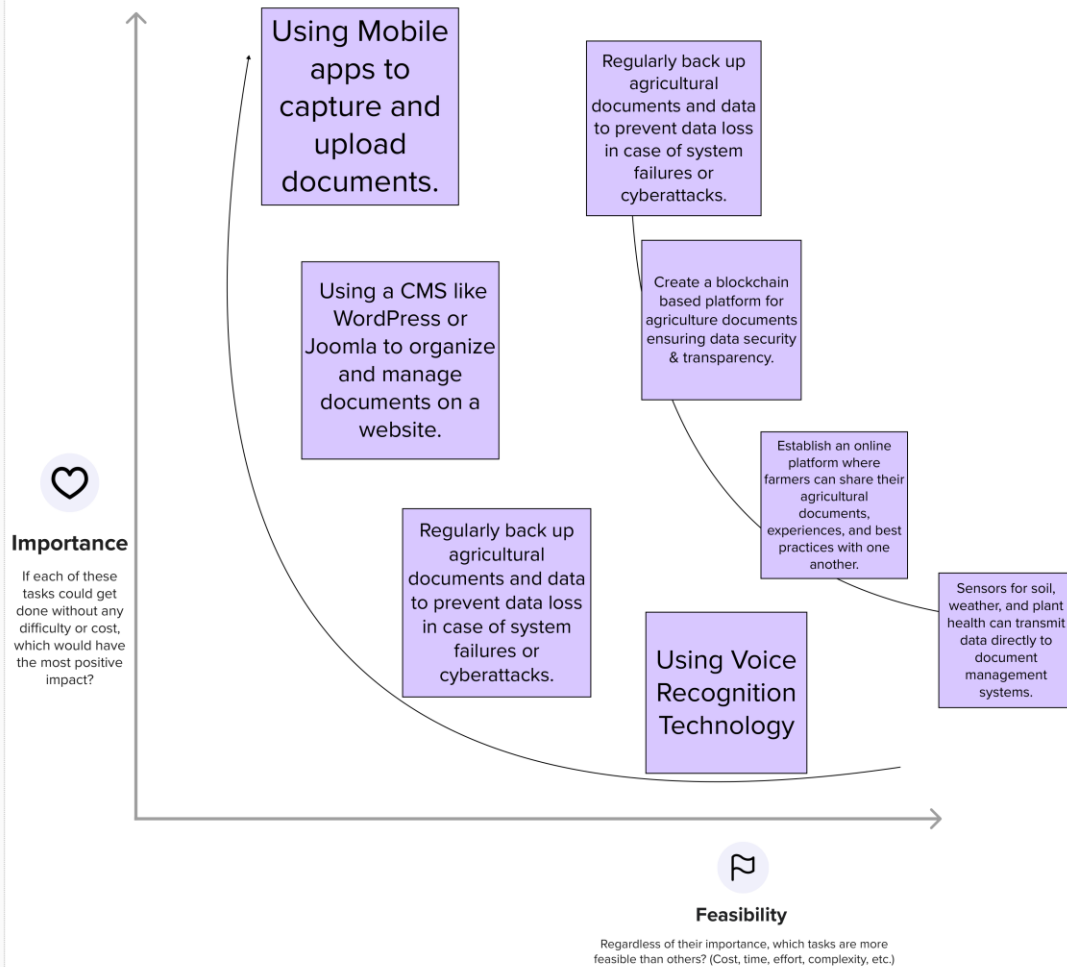 Using Mobile
apps to
capture and
upload
documents.
Regularly back up
agricultural
documents and data
to prevent data loss
in case of system
failures or
cyberattacks.
Using a CMS like
WordPress or
Joomla to organize
and manage
documents on a
website.
Create a blockchain
based platform for
agriculture documents
ensuring data security
& transparency.
Establish an online
platform where
farmers can share their
agricultural
documents,
experiences, and best
practices with one
another.
Regularly back up
agricultural
documents and data
to prevent data loss
in case of system
failures or
cyberattacks.
Sensors for soil,
weather, and plant
health can transmit
data directly to
document
management
systems.
Using Voice
Recognition
Technology
Importance
If each of these
tasks could get
done without any
difficulty or cost,
which would have
the most positive
impact?
Feasibility
Regardless of their importance, which tasks are more
feasible than others? (Cost, time, effort, complexity, etc.)